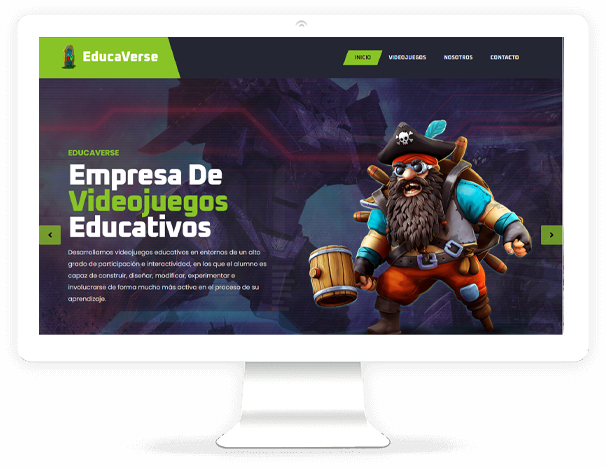 EducaVerse
INICIO VIDEOJUEGOS NOSOTROS CONTACTO
EDUCAVERSE
Empresa De
Videojuegos
Educativos
Desarrollamos videojuegos educativos en entornos de un alto
grado de participación e interactividad, en los que el alumno es
capaz de construir, diseñar, modificar, experimentar e
involucrarse de forma mucho más activa en el proceso de su
aprendizaje.